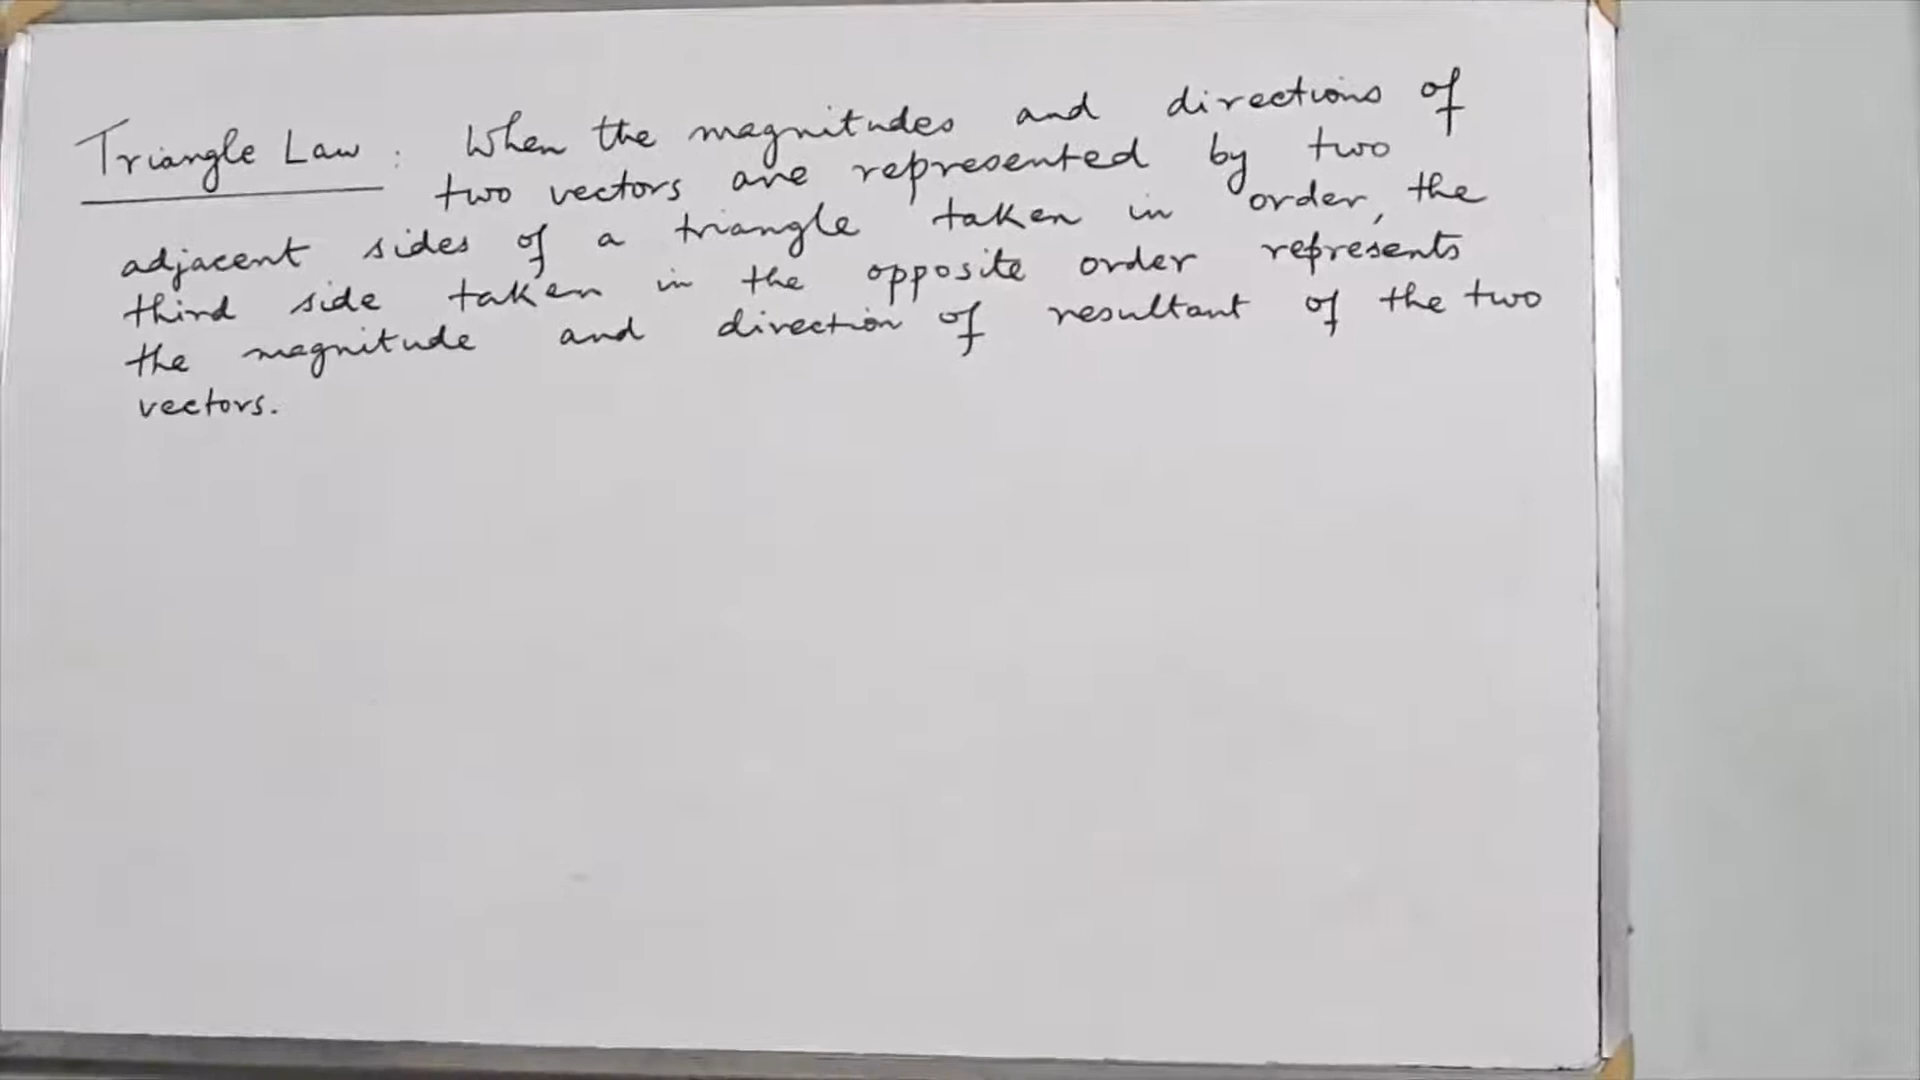 Triangle Law : When the magnitudes and directions of
two vectors are represented by two
adjacent sides of a triangle taken in order, the
third side taken in the opposite order represents
the magnitude and direction of resultant of the two
vectors.